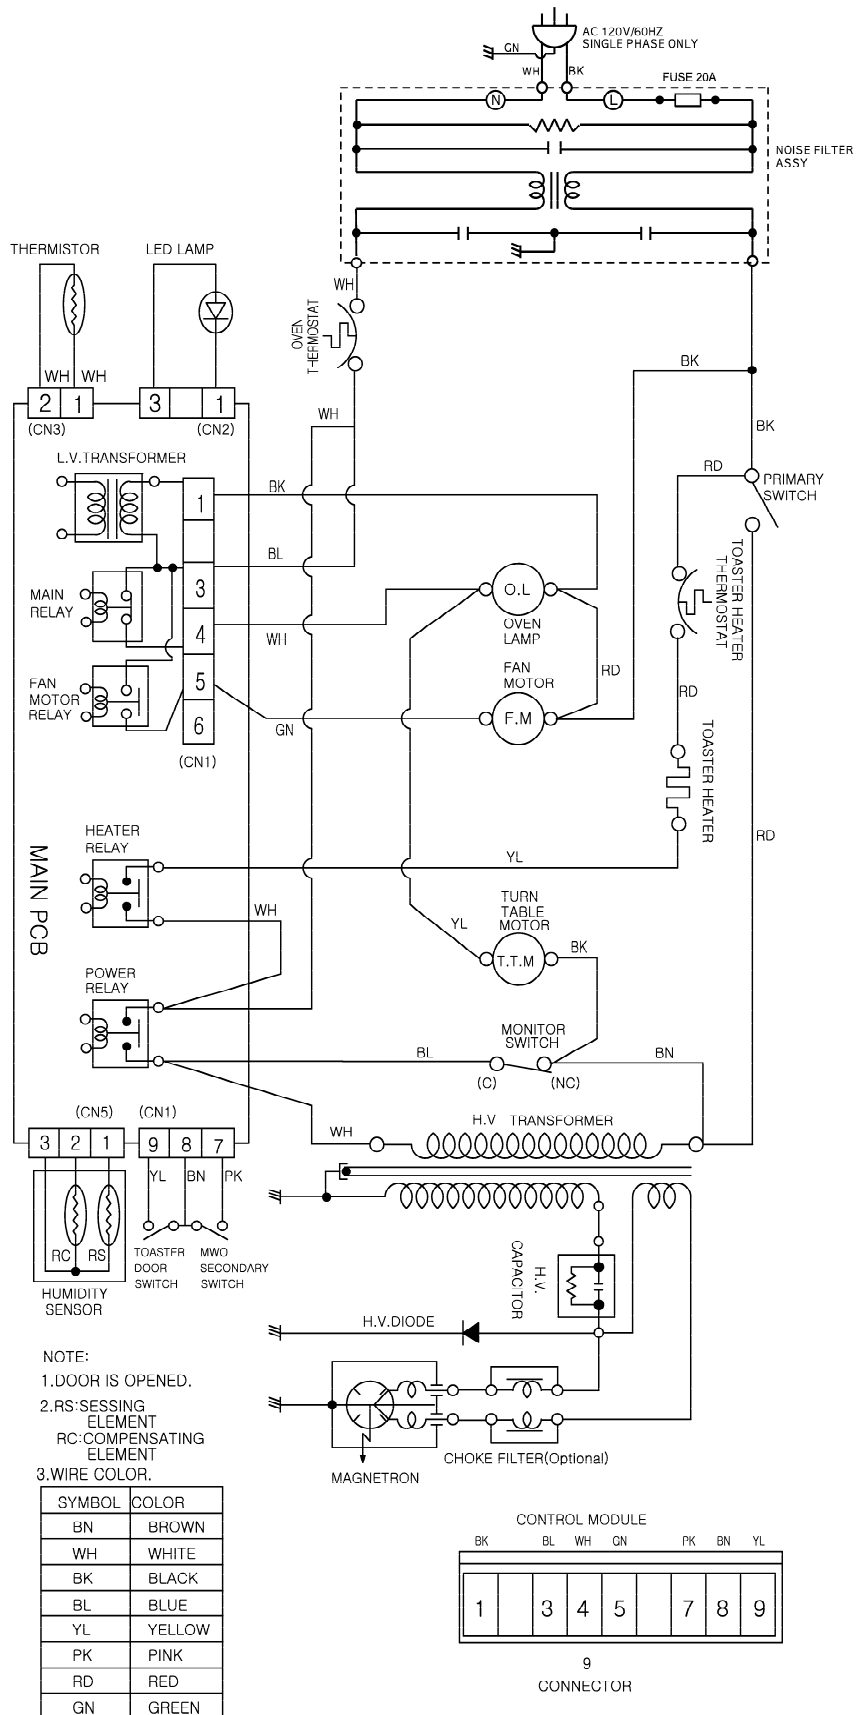 AC 120V/60HZ
SINGLE PHASE ONLY
GN
WH
BK
FUSE 20A
N
L
NOISE FILTER
ASSY
THERMISTOR
LED LAMP
WH
OVEN
THERMOSTAT
WH WH
BK
2 1
3 1
WH
(CN3)
(CN2)
BK
L.V.TRANSFORMER
RD
PRIMARY
SWITCH
BK
1
BL
TOASTER HEATER
THERMOSTAT
MAIN
RELAY
3
O.L
4
WH
OVEN
LAMP
FAN
MOTOR
RELAY
5
FAN
MOTOR
RD
RD
6
GN
F.M
(CN1)
TOASTER HEATER
HEATER
RELAY
RD
YL
MAIN PCB
WH
TURN
TABLE
MOTOR
YL
BK
T.T.M
POWER
RELAY
MONITOR
SWITCH
BL
BN
(C)
(NC)
(CN5)
(CN1)
H.V TRANSFORMER
WH
3 2 1
9 8 7
YL BN PK
RC RS
TOASTER
DOOR
SWITCH
MWO
SECONDARY
SWITCH
H.V.
CAPACITOR
HUMIDITY
SENSOR
H.V.DIODE
NOTE:
1.DOOR IS OPENED.
2.RS:SESSING
ELEMENT
RC:COMPENSATING
ELEMENT
3.WIRE COLOR.
CHOKE FILTER(Optional)
MAGNETRON
SYMBOL COLOR
BN BROWN
WH WHITE
BK BLACK
BL BLUE
YL YELLOW
PK PINK
RD RED
GN GREEN
CONTROL MODULE
BK BL WH GN PK BN YL
1 3 4 5 7 8 9
9
CONNECTOR